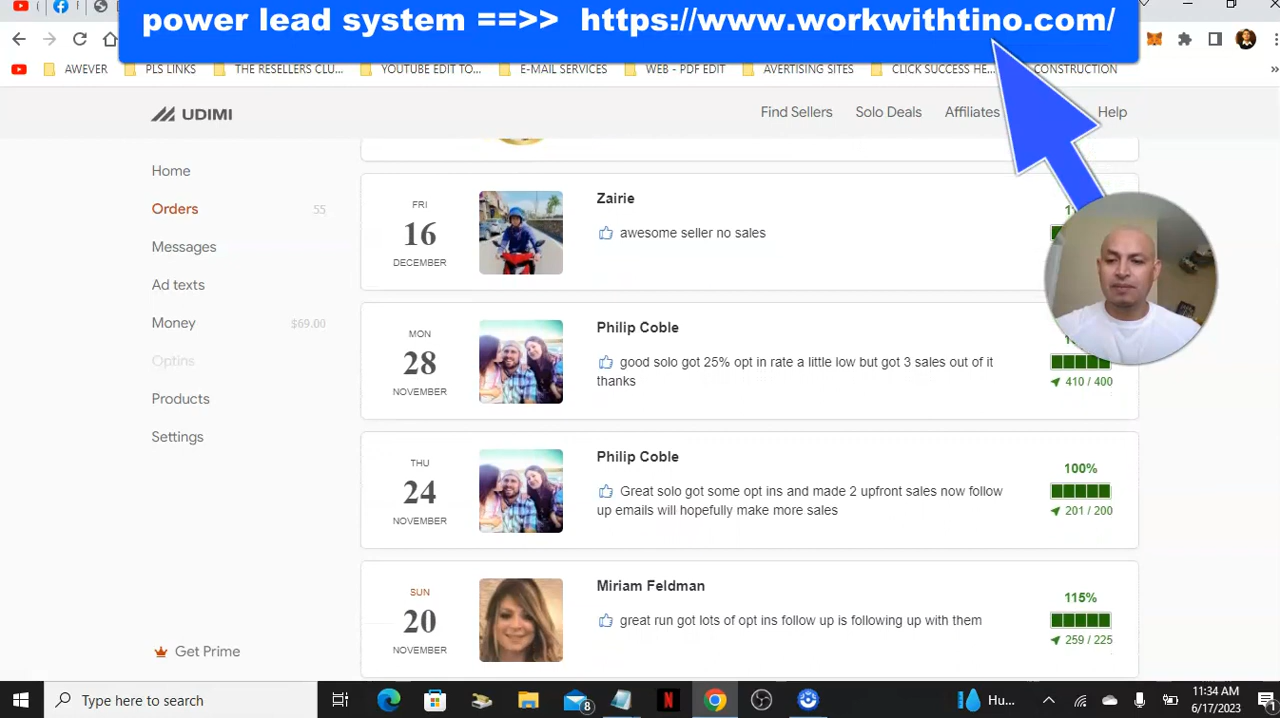 power lead system ==>> https://www.workwithtino.com/
AWEVER
PLS LINKS
THE RESELLERS CLU...
YOUTUBE EDIT TO...
E-MAIL SERVICES
WEB - PDF EDIT
AVERTISING SITES
CLICK SUCCESS HE...
CONSTRUCTION
»
UDIMI
Find Sellers
Solo Deals
Affiliates
Help
Home
Orders 55
Messages
Ad texts
Money $69.00
Optins
Products
Settings
Get Prime
FRI
16
DECEMBER
Zairie
awesome seller no sales
MON
28
NOVEMBER
Philip Coble
good solo got 25% opt in rate a little low but got 3 sales out of it
thanks
410 / 400
THU
24
NOVEMBER
Philip Coble
Great solo got some opt ins and made 2 upfront sales now follow
up emails will hopefully make more sales
100%
201 / 200
SUN
20
NOVEMBER
Miriam Feldman
great run got lots of opt ins follow up is following up with them
115%
259 / 225
Type here to search
8
Hu...
11:34 AM
6/17/2023
1